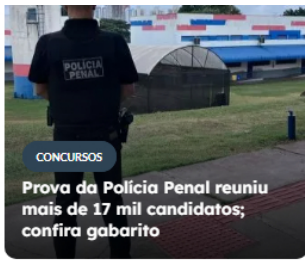 POLÍCIA
PENAL
CONCURSOS
Prova da Polícia Penal reuniu
mais de 17 mil candidatos;
confira gabarito